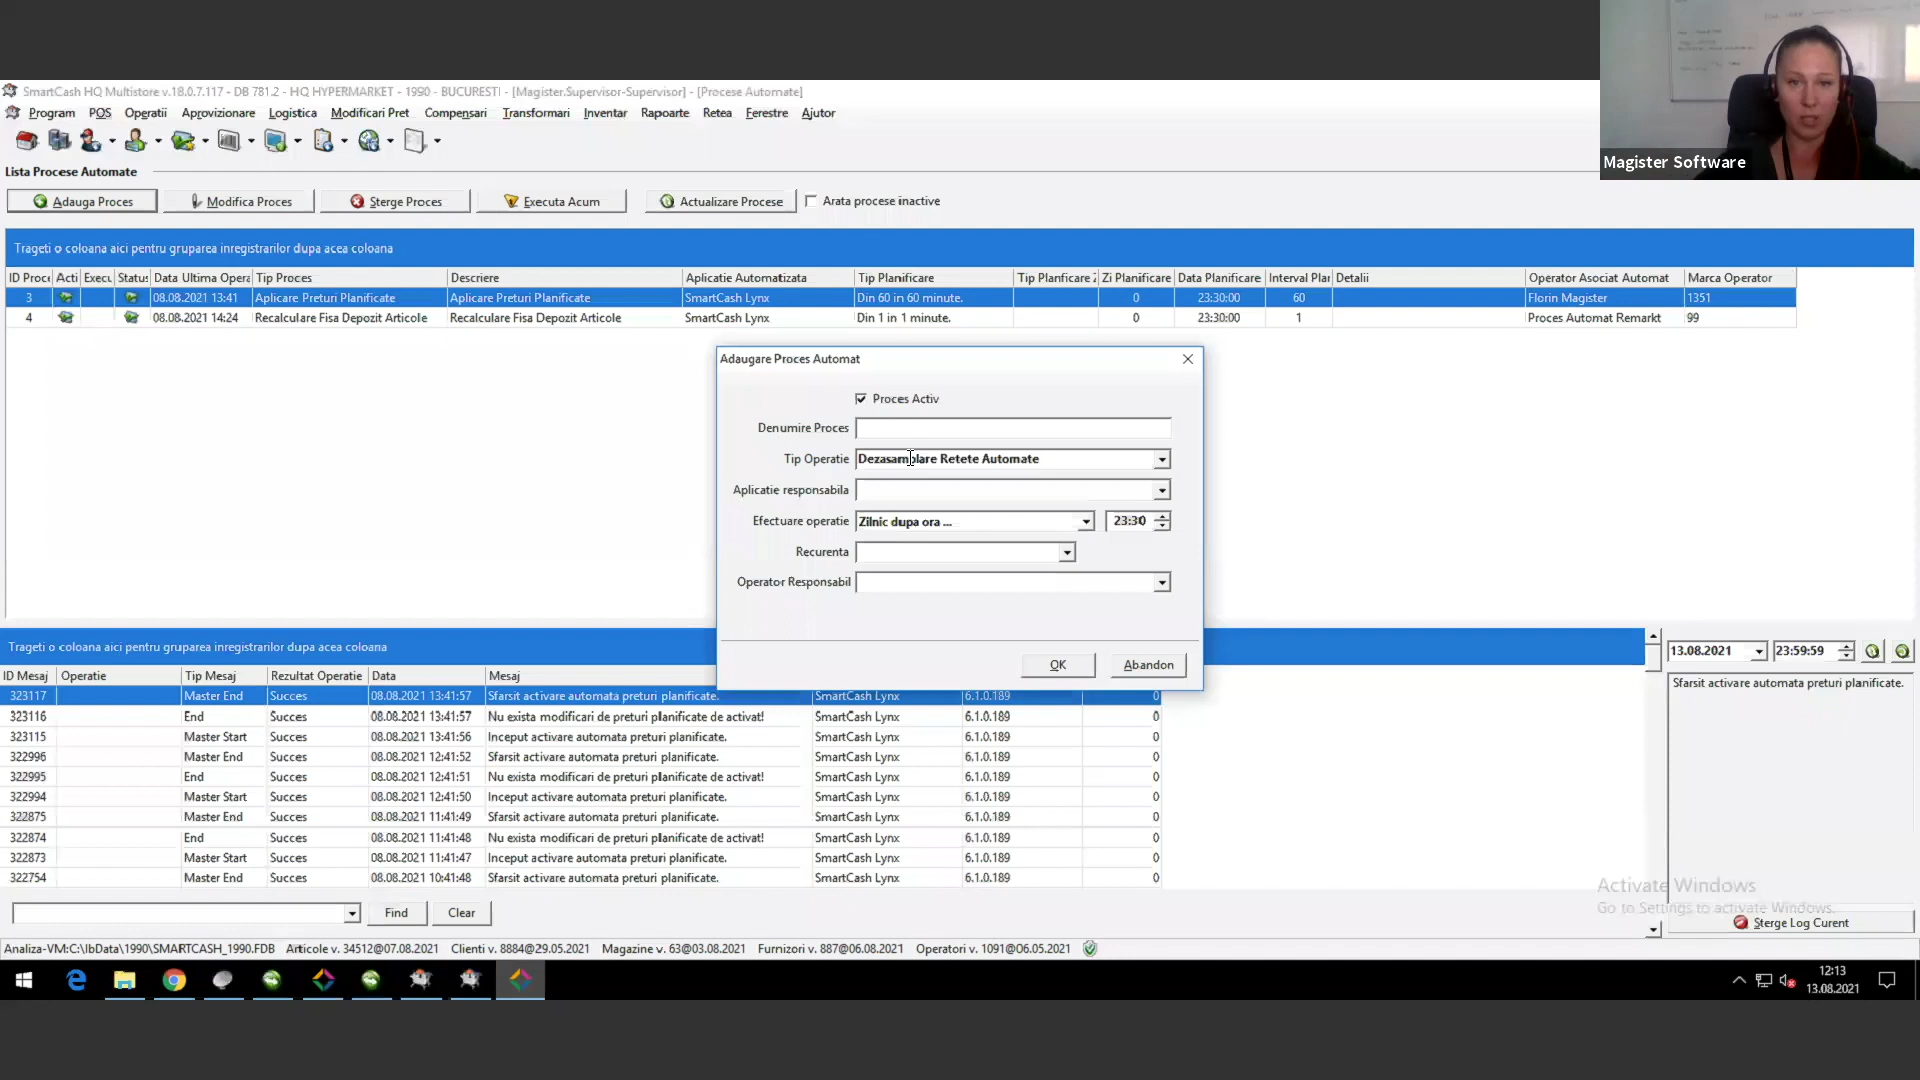 SmartCash HQ Multistore v.18.0.7.117 - DB 781.2 - HQ HYPERMARKET - 1990 - BUCURESTI - [Magister.Supervisor-Supervisor] - [Procese Automate]
Program POS Operatii Aprovizionare Logistica Modificari Pret Compensari Transformari Inventar Rapoarte Retea Ferestre Ajutor
Magister Software
Lista Procese Automate
Adauga Proces Modifica Proces Sterge Proces Executa Acum Actualizare Procese Arata procese inactive
Trageti o coloana aici pentru gruparea inregistrarilor dupa acea coloana
ID Proce Acti Execu Status Data Ultima Opera Tip Proces Descriere Aplicatie Automatizata Tip Planificare Tip Planficare 2 Zi Planificare Data Planificare Interval Plar Detalii Operator Asociat Automat Marca Operator
3 08.08.2021 13:41 Aplicare Preturi Planificate Aplicare Preturi Planificate SmartCash Lynx Din 60 in 60 minute. 0 23:30:00 60 Florin Magister 1351
4 08.08.2021 14:24 Recalculare Fisa Depozit Articole Recalculare Fisa Depozit Articole SmartCash Lynx Din 1 in 1 minute. 0 23:30:00 1 Proces Automat Remarkt 99
Adaugare Proces Automat
Proces Activ
Denumire Proces
Tip Operatie Dezasamblare Retete Automate
Aplicatie responsabila
Efectuare operatie Zilnic dupa ora ... 23:30
Recurenta
Operator Responsabil
OK Abandon
Trageti o coloana aici pentru gruparea inregistrarilor dupa acea coloana
13.08.2021 23:59:59
ID Mesaj Operatie Tip Mesaj Rezultat Operatie Data Mesaj
Sfarsit activare automata preturi planificate.
323117 Master End Succes 08.08.2021 13:41:57 Sfarsit activare automata preturi planificate. SmartCash Lynx 6.1.0.189 0
323116 End Succes 08.08.2021 13:41:57 Nu exista modificari de preturi planificate de activat! SmartCash Lynx 6.1.0.189 0
323115 Master Start Succes 08.08.2021 13:41:56 Inceput activare automata preturi planificate. SmartCash Lynx 6.1.0.189 0
322996 Master End Succes 08.08.2021 12:41:52 Sfarsit activare automata preturi planificate. SmartCash Lynx 6.1.0.189 0
322995 End Succes 08.08.2021 12:41:51 Nu exista modificari de preturi planificate de activat! SmartCash Lynx 6.1.0.189 0
322994 Master Start Succes 08.08.2021 12:41:50 Inceput activare automata preturi planificate. SmartCash Lynx 6.1.0.189 0
322875 Master End Succes 08.08.2021 11:41:49 Sfarsit activare automata preturi planificate. SmartCash Lynx 6.1.0.189 0
322874 End Succes 08.08.2021 11:41:48 Nu exista modificari de preturi planificate de activat! SmartCash Lynx 6.1.0.189 0
322873 Master Start Succes 08.08.2021 11:41:47 Inceput activare automata preturi planificate. SmartCash Lynx 6.1.0.189 0
322754 Master End Succes 08.08.2021 10:41:48 Sfarsit activare automata preturi planificate. SmartCash Lynx 6.1.0.189 0
Activate Windows
Go to Settings to activate Windows.
Find Clear
Sterge Log Curent
Analiza-VM:C:\IbData\1990\SMARTCASH_1990.FDB Articole v. 34512@07.08.2021 Clienti v. 8884@29.05.2021 Magazine v. 63@03.08.2021 Furnizori v. 887@06.08.2021 Operatori v. 1091@06.05.2021
12:13
13.08.2021